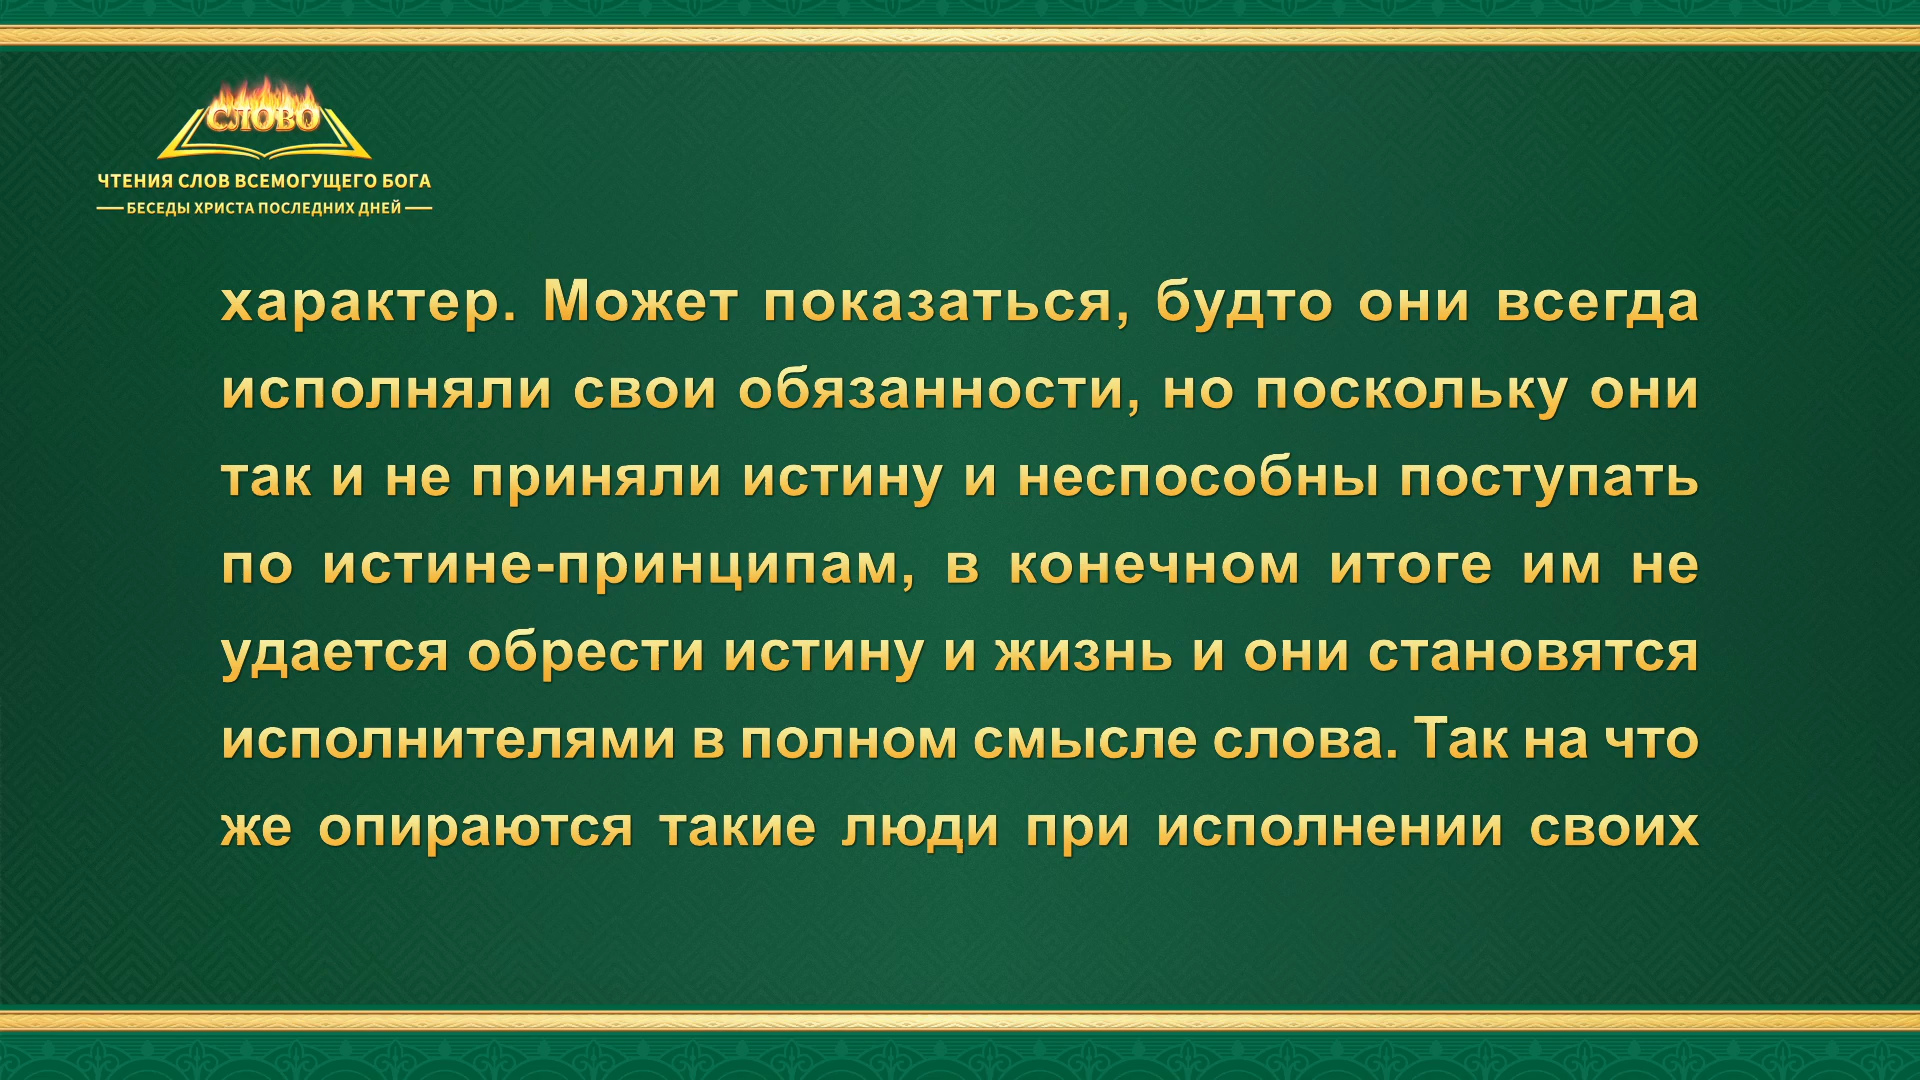 СЛОВО
ЧТЕНИЯ СЛОВ ВСЕМОГУЩЕГО БОГА
БЕСЕДЫ ХРИСТА ПОСЛЕДНИХ ДНЕЙ
характер. Может показаться, будто они всегда
исполняли свои обязанности, но поскольку они
так и не приняли истину и неспособны поступать
по истине-принципам, в конечном итоге им не
удается обрести истину и жизнь и они становятся
исполнителями в полном смысле слова. Так на что
же опираются такие люди при исполнении своих